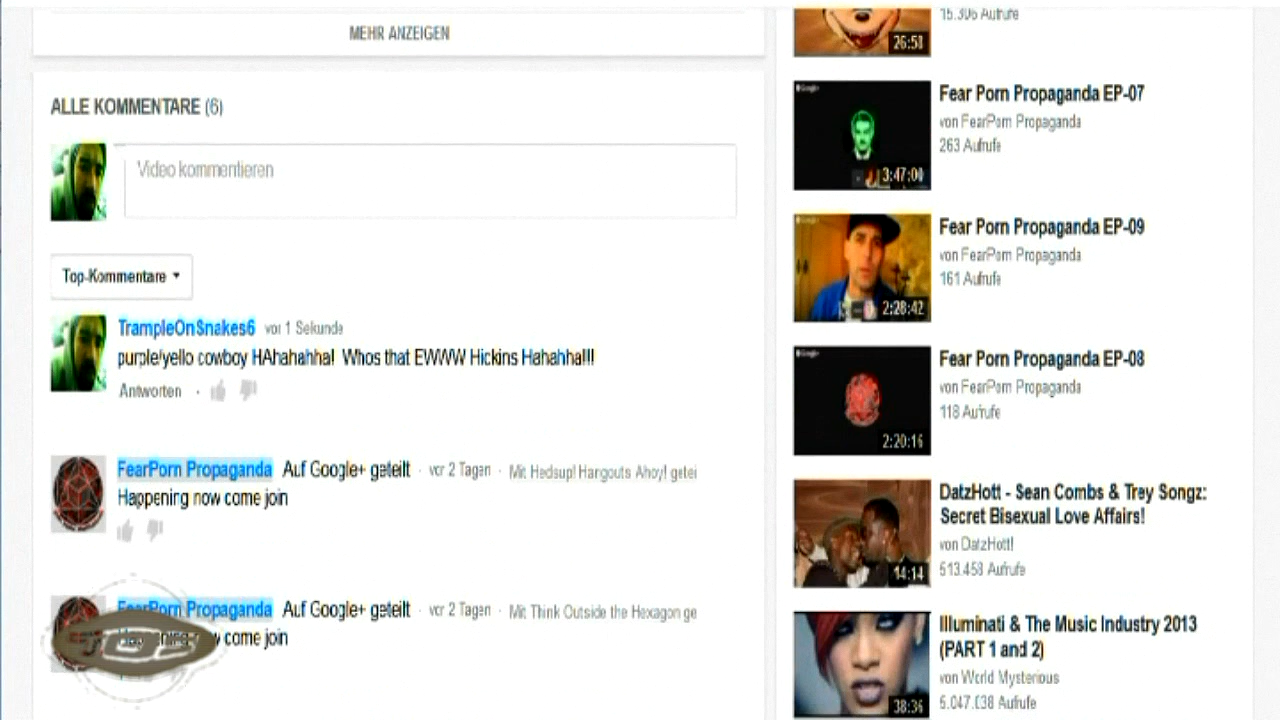 MEHR ANZEIGEN
ALLE KOMMENTARE (6)
Video kommentieren
Top-Kommentare
TrampleOnSnakes6 vor 1 Sekunde
purple/yello cowboy HAhahahha! Whos that EWWW Hickins Hahahha!!!
Antworten
FearPorn Propaganda Auf Google+ geteilt · vor 2 Tagen · Mit Hedsup! Hangouts Ahoy! getei
Happening now come join
FearPorn Propaganda Auf Google+ geteilt · vor 2 Tagen · Mit Think Outside the Hexagon ge
come join
15.306 Aufrufe
26:58
Fear Porn Propaganda EP-07
von FearPorn Propaganda
263 Aufrufe
3:47:00
Fear Porn Propaganda EP-09
von FearPorn Propaganda
161 Aufrufe
2:28:42
Fear Porn Propaganda EP-08
von FearPorn Propaganda
118 Aufrufe
2:20:16
DatzHott - Sean Combs & Trey Songz:
Secret Bisexual Love Affairs!
von DatzHott!
513.458 Aufrufe
14:14
Illuminati & The Music Industry 2013
(PART 1 and 2)
von World Mysterious
5.047.038 Aufrufe
38:36